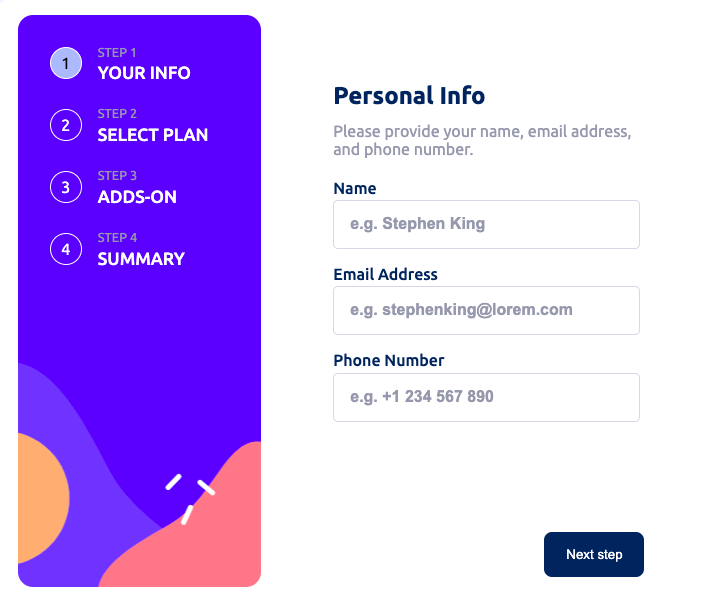 1
STEP 1
YOUR INFO
2
STEP 2
SELECT PLAN
3
STEP 3
ADDS-ON
4
STEP 4
SUMMARY
Personal Info
Please provide your name, email address,
and phone number.
Name
e.g. Stephen King
Email Address
e.g. stephenking@lorem.com
Phone Number
e.g. +1 234 567 890
Next step